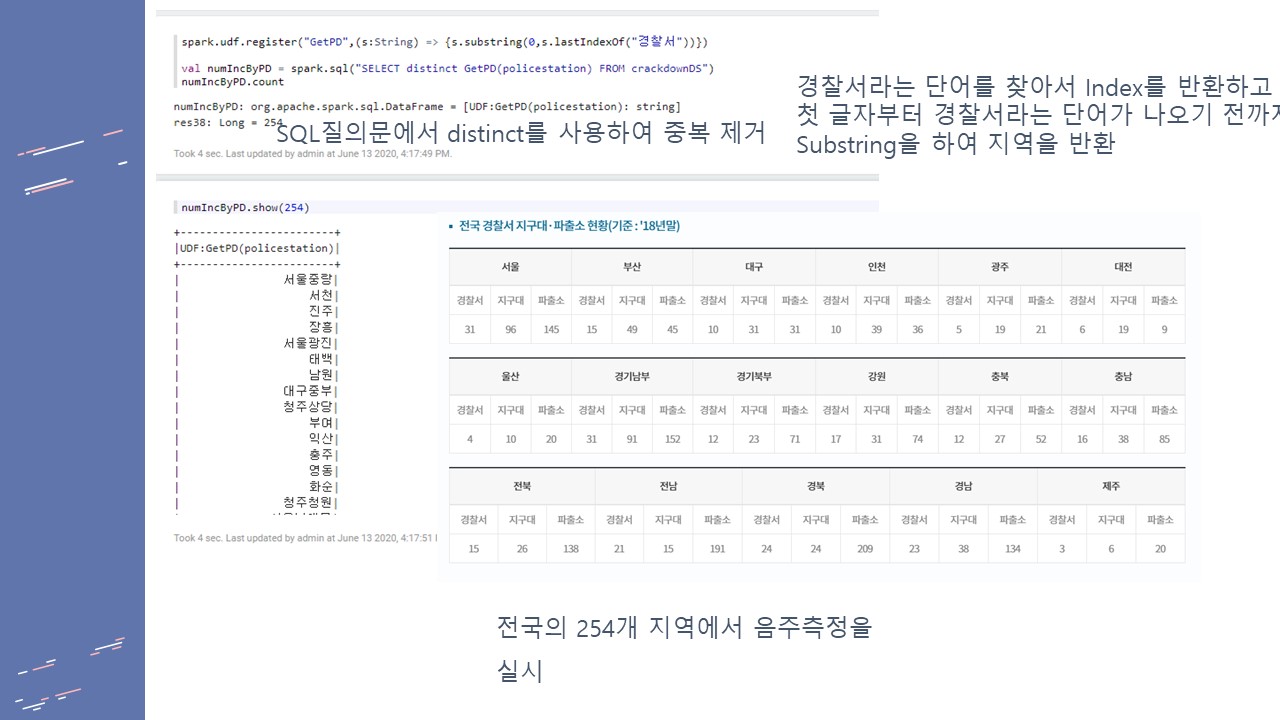 spark.udf.register("GetPD",(s:String) => {s.substring(0,s.lastIndexOf("경찰서"))})
val numIncByPD = spark.sql("SELECT distinct GetPD(policestation) FROM crackdownDS")
numIncByPD.count
numIncByPD: org.apache.spark.sql.DataFrame = [UDF:GetPD(policestation): string]
res38: Long = 254
SQL질의문에서 distinct를 사용하여 중복 제거
Took 4 sec. Last updated by admin at June 13 2020, 4:17:49 PM.
경찰서라는 단어를 찾아서 Index를 반환하고
첫 글자부터 경찰서라는 단어가 나오기 전까지
Substring을 하여 지역을 반환
numIncByPD.show(254)
+-----------------------+
|UDF:GetPD(policestation)|
+-----------------------+
| 서울중랑|
| 서천|
| 진주|
| 장흥|
| 서울광진|
| 태백|
| 남원|
| 대구중부|
| 청주상당|
| 부여|
| 익산|
| 충주|
| 영동|
| 화순|
| 청주청원|
Took 4 sec. Last updated by admin at June 13 2020, 4:17:51
▪ 전국 경찰서 지구대·파출소 현황(기준 : '18년말)
서울 부산 대구 인천 광주 대전
경찰서 지구대 파출소 경찰서 지구대 파출소 경찰서 지구대 파출소 경찰서 지구대 파출소 경찰서 지구대 파출소 경찰서 지구대 파출소
31 96 145 15 49 45 10 31 31 10 39 36 5 19 21 6 19 9
울산 경기남부 경기북부 강원 충북 충남
경찰서 지구대 파출소 경찰서 지구대 파출소 경찰서 지구대 파출소 경찰서 지구대 파출소 경찰서 지구대 파출소 경찰서 지구대 파출소
4 10 20 31 91 152 12 23 71 17 31 74 12 27 52 16 38 85
전북 전남 경북 경남 제주
경찰서 지구대 파출소 경찰서 지구대 파출소 경찰서 지구대 파출소 경찰서 지구대 파출소 경찰서 지구대 파출소
15 26 138 21 15 191 24 24 209 23 38 134 3 6 20
전국의 254개 지역에서 음주측정을
실시